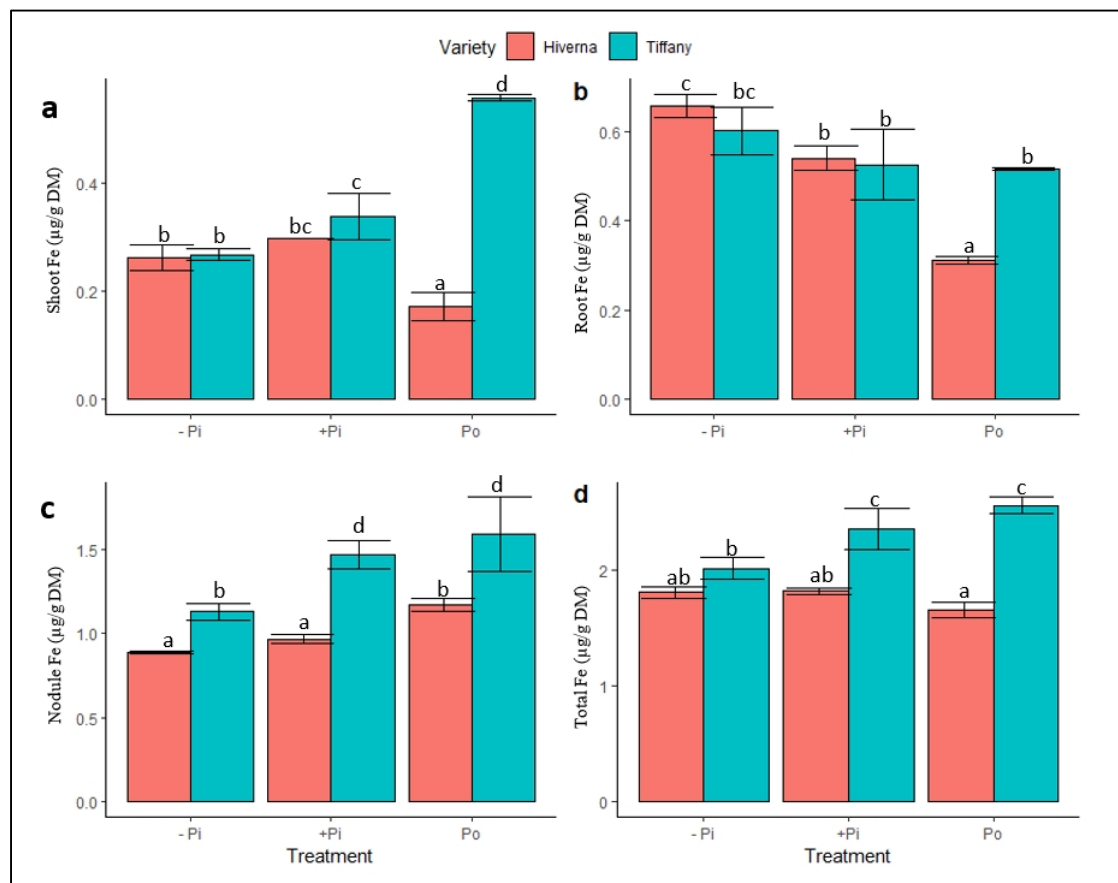 Variety Hiverna Tiffany
a
Shoot Fe (µg/g DM)
0.4
0.2
0.0
b b bc c a d
- Pi +Pi Po
b
Root Fe (µg/g DM)
0.6
0.4
0.2
0.0
c bc b b a b
- Pi +Pi Po
c
Nodule Fe (µg/g DM)
1.5
1.0
0.5
0.0
a b a d b d
- Pi +Pi Po
Treatment
d
Total Fe (µg/g DM)
2
1
0
ab b ab c a c
- Pi +Pi Po
Treatment